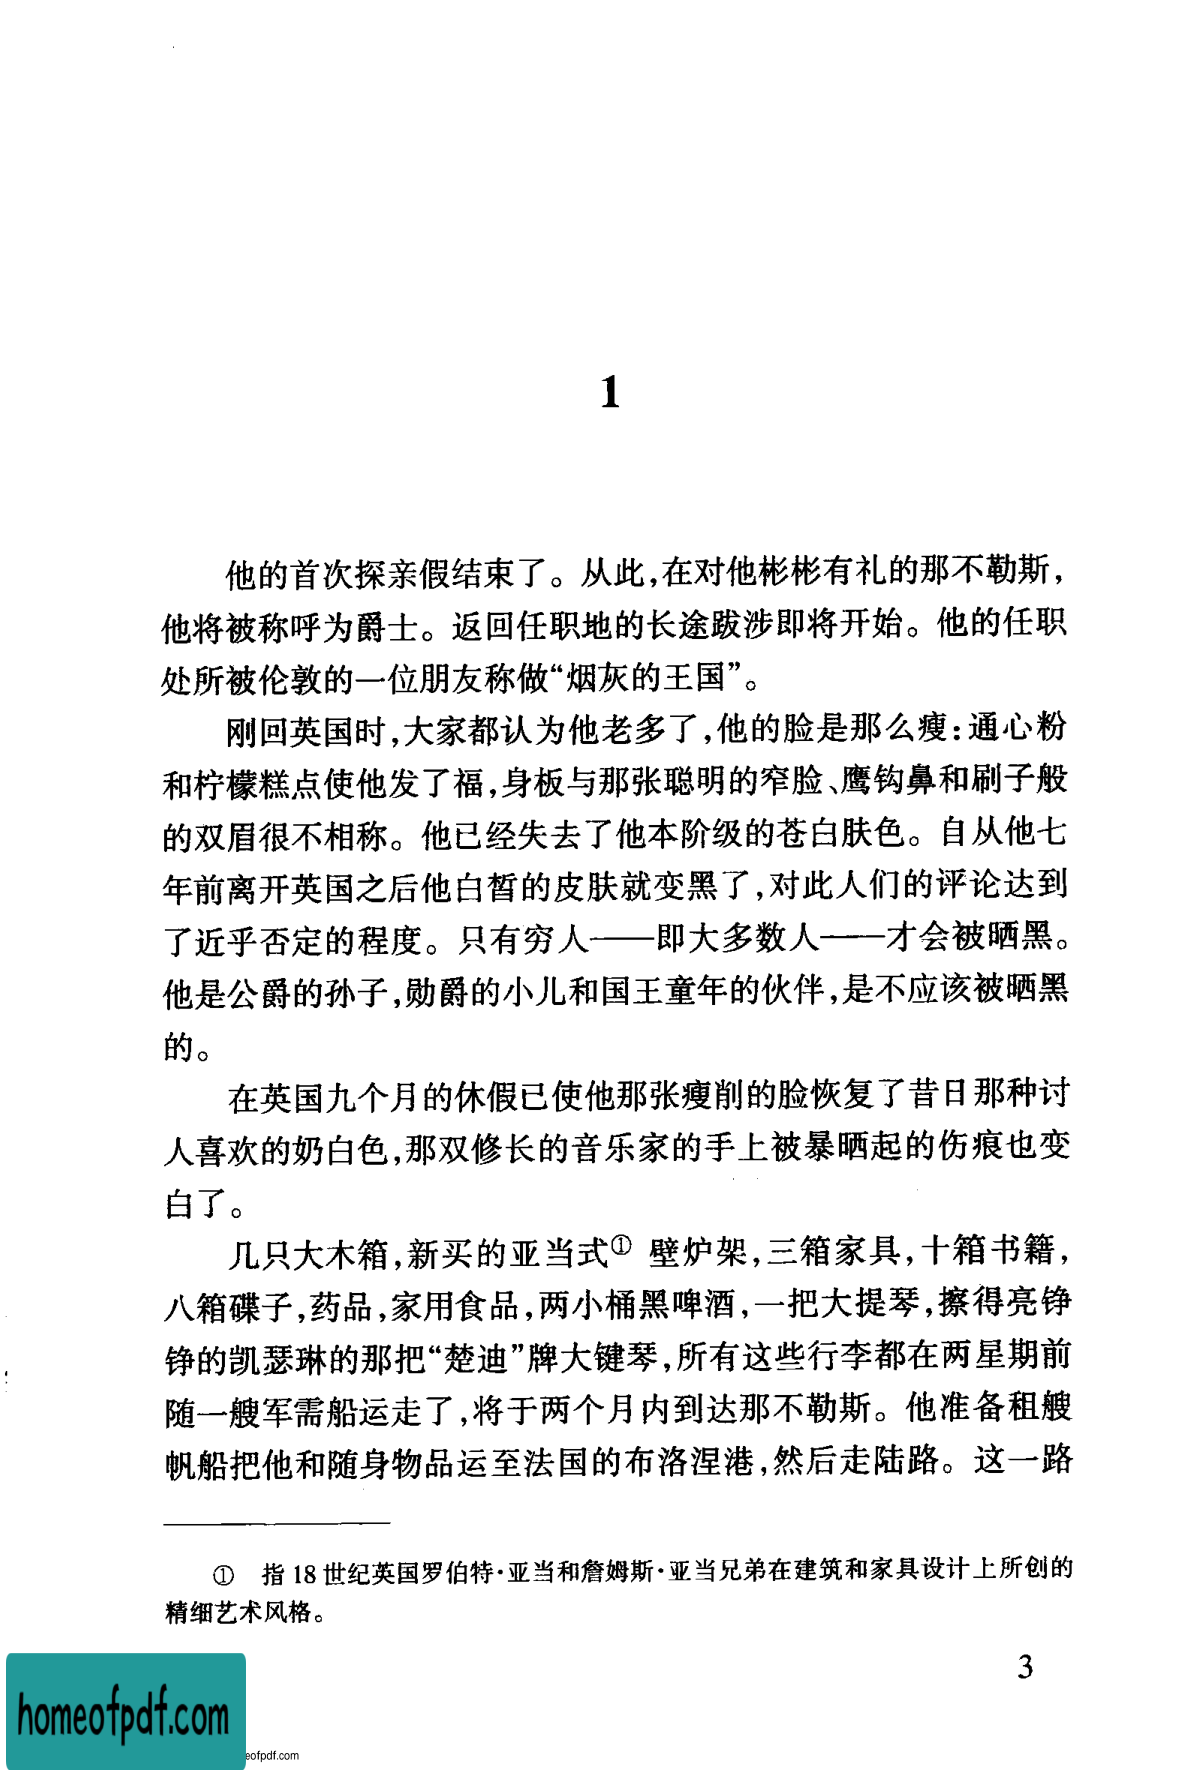 1
他的首次探亲假结束了。从此,在对他彬彬有礼的那不勒斯,
他将被称呼为爵士。返回任职地的长途跋涉即将开始。他的任职
处所被伦敦的一位朋友称做“烟灰的王国”。
刚回英国时,大家都认为他老多了,他的脸是那么瘦:通心粉
和柠檬糕点使他发了福,身板与那张聪明的窄脸、鹰钩鼻和刷子般
的双眉很不相称。他已经失去了他本阶级的苍白肤色。自从他七
年前离开英国之后他白皙的皮肤就变黑了,对此人们的评论达到
了近乎否定的程度。只有穷人——即大多数人——才会被晒黑。
他是公爵的孙子,勋爵的小儿和国王童年的伙伴,是不应该被晒黑
的。
在英国九个月的休假已使他那张瘦削的脸恢复了昔日那种讨
人喜欢的奶白色,那双修长的音乐家的手上被暴晒起的伤痕也变
白了。
几只大木箱,新买的亚当式① 壁炉架,三箱家具,十箱书籍,
八箱碟子,药品,家用食品,两小桶黑啤酒,一把大提琴,擦得亮铮
铮的凯瑟琳的那把“楚迪”牌大键琴,所有这些行李都在两星期前
随一艘军需船运走了,将于两个月内到达那不勒斯。他准备租艘
帆船把他和随身物品运至法国的布洛涅港,然后走陆路。这一路
① 指18世纪英国罗伯特·亚当和詹姆斯·亚当兄弟在建筑和家具设计上所创的
精细艺术风格。
3
homeofpdf.com
eofpdf.com